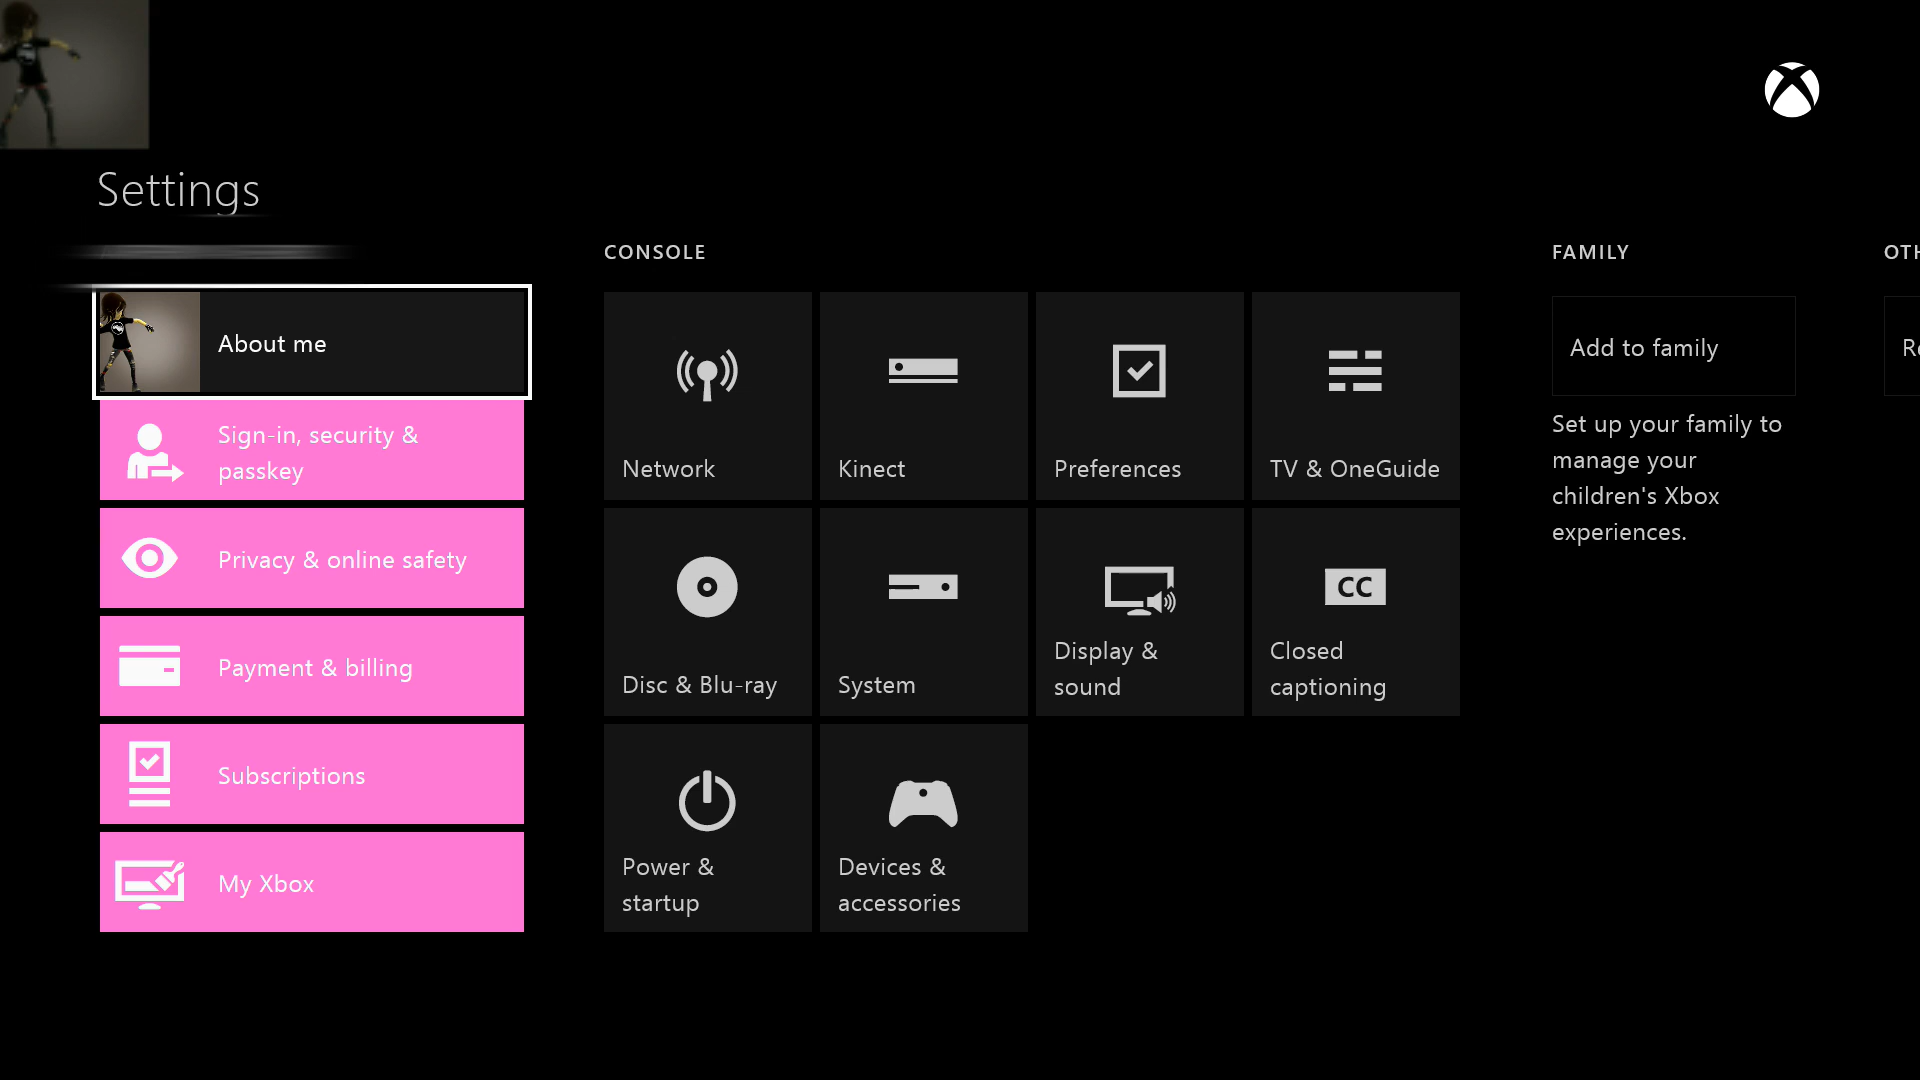 Settings
About me
Sign-in, security &
passkey
Privacy & online safety
Payment & billing
Subscriptions
My Xbox
CONSOLE
Network
Kinect
Preferences
TV & OneGuide
Disc & Blu-ray
System
Display &
sound
CC
Closed
captioning
Power &
startup
Devices &
accessories
FAMILY
Add to family
Set up your family to
manage your
children's Xbox
experiences.